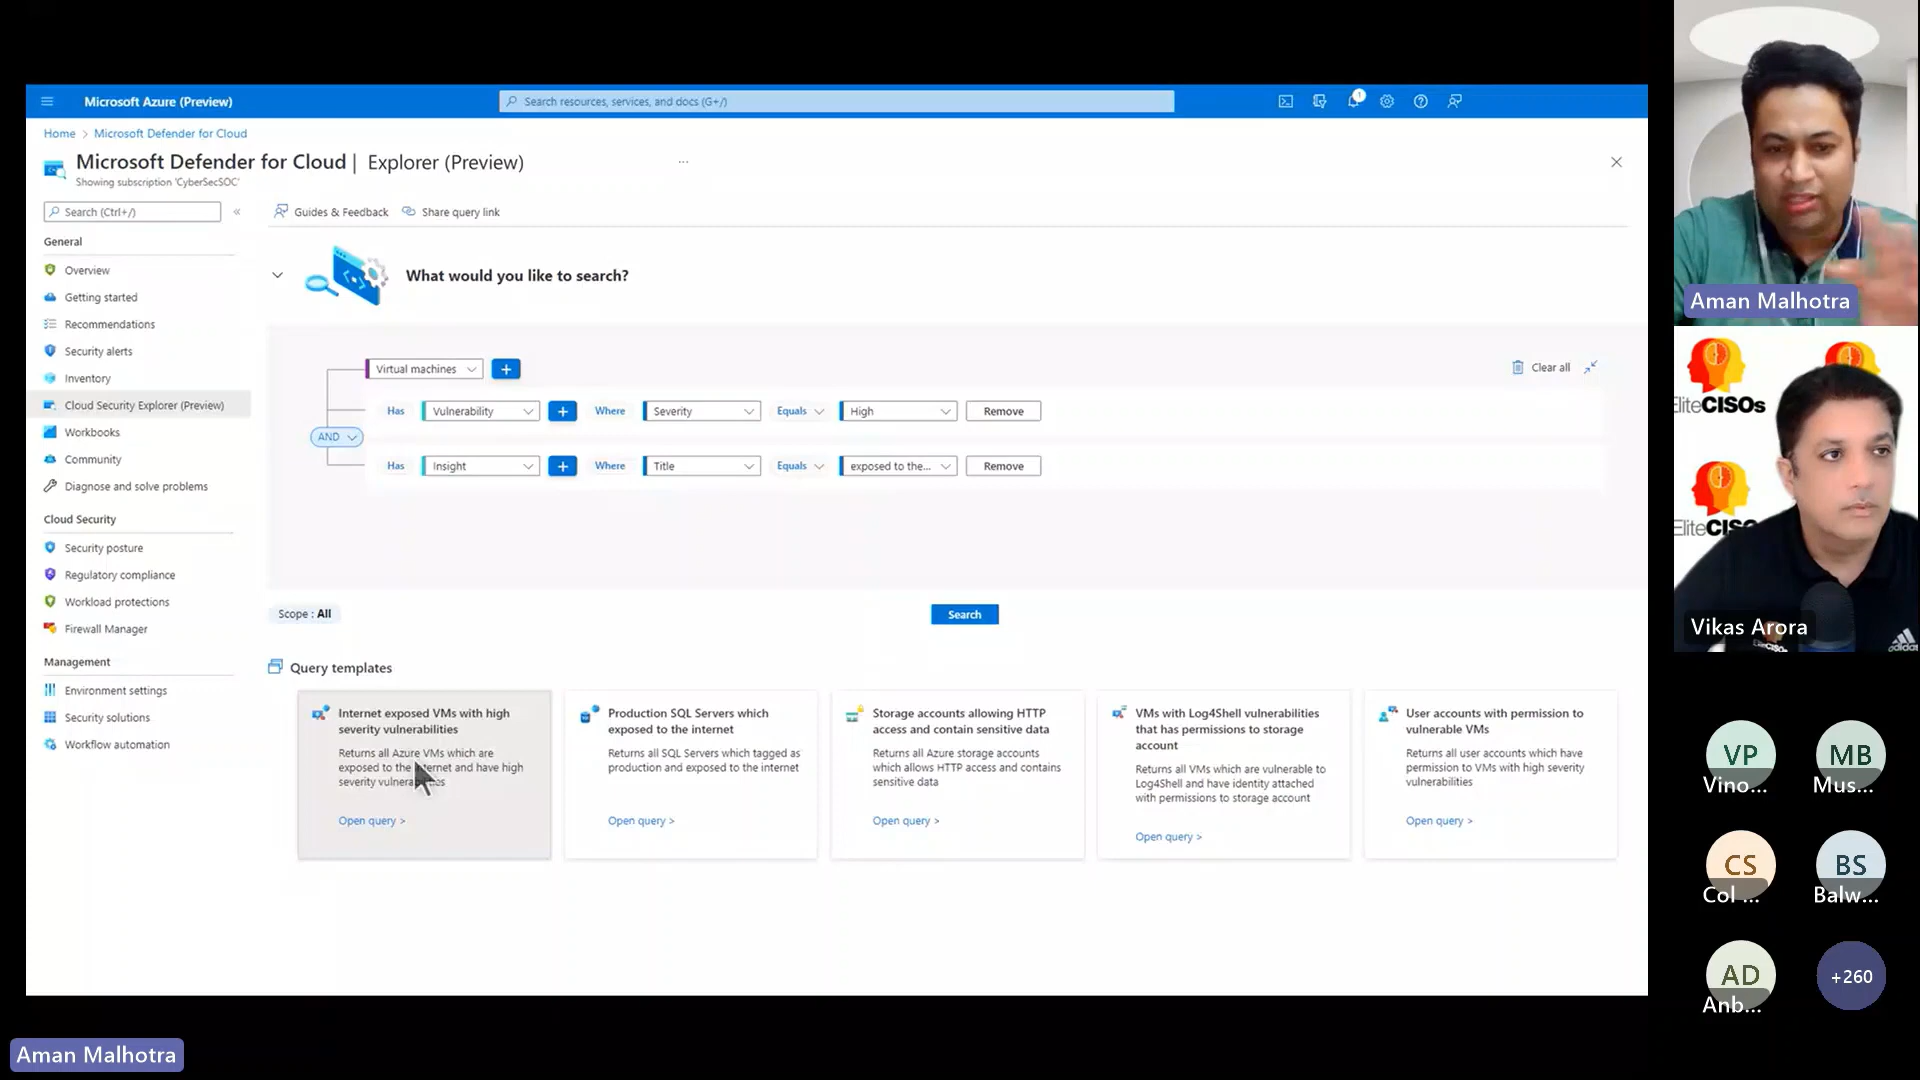 Microsoft Azure (Preview)
Search resources, services, and docs (G+/)
1
Home > Microsoft Defender for Cloud
Microsoft Defender for Cloud | Explorer (Preview)
...
Showing subscription 'CyberSecSOC'
Search (Ctrl+/)
«
Guides & Feedback
Share query link
General
Overview
Getting started
Recommendations
Security alerts
Inventory
Cloud Security Explorer (Preview)
Workbooks
Community
Diagnose and solve problems
Cloud Security
Security posture
Regulatory compliance
Workload protections
Firewall Manager
Management
Environment settings
Security solutions
Workflow automation
What would you like to search?
Virtual machines
+
Clear all
Has Vulnerability + Where Severity Equals High Remove
AND
Has Insight + Where Title Equals exposed to the... Remove
Scope : All
Search
Query templates
Internet exposed VMs with high
severity vulnerabilities
Returns all Azure VMs which are
exposed to the Internet and have high
severity vulnerabilities
Open query >
Production SQL Servers which
exposed to the internet
Returns all SQL Servers which tagged as
production and exposed to the internet
Open query >
Storage accounts allowing HTTP
access and contain sensitive data
Returns all Azure storage accounts
which allows HTTP access and contains
sensitive data
Open query >
VMs with Log4Shell vulnerabilities
that has permissions to storage
account
Returns all VMs which are vulnerable to
Log4Shell and have identity attached
with permissions to storage account
Open query >
User accounts with permission to
vulnerable VMs
Returns all user accounts which have
permission to VMs with high severity
vulnerabilities
Open query >
Aman Malhotra
EliteCISOs
EliteCISO
adidas
Vikas Arora
VP
Vino...
MB
Mus...
CS
Col ...
BS
Balw...
AD
Anb...
+260
Aman Malhotra